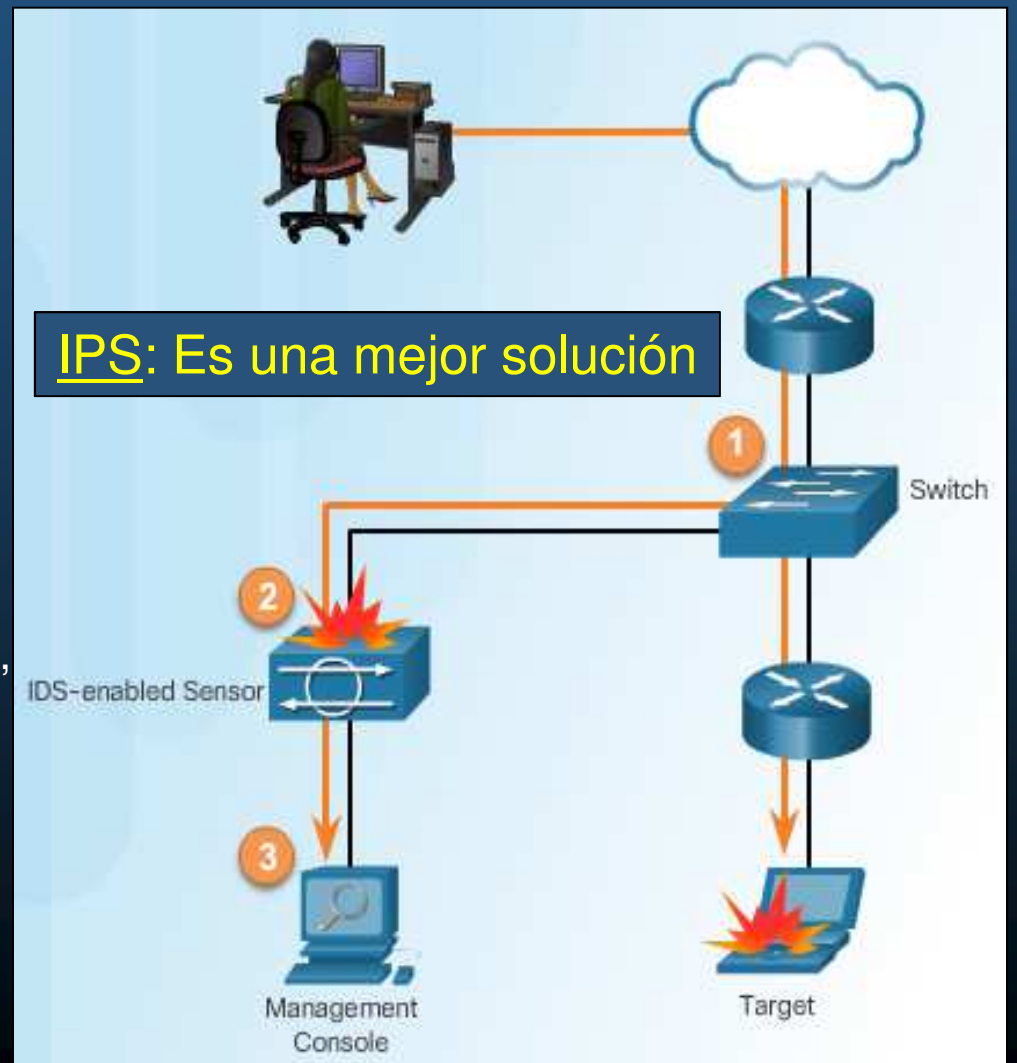 IPS: Es una mejor solución
1
Switch
2
,
IDS-enabled Sensor
3
Management
Console
Target